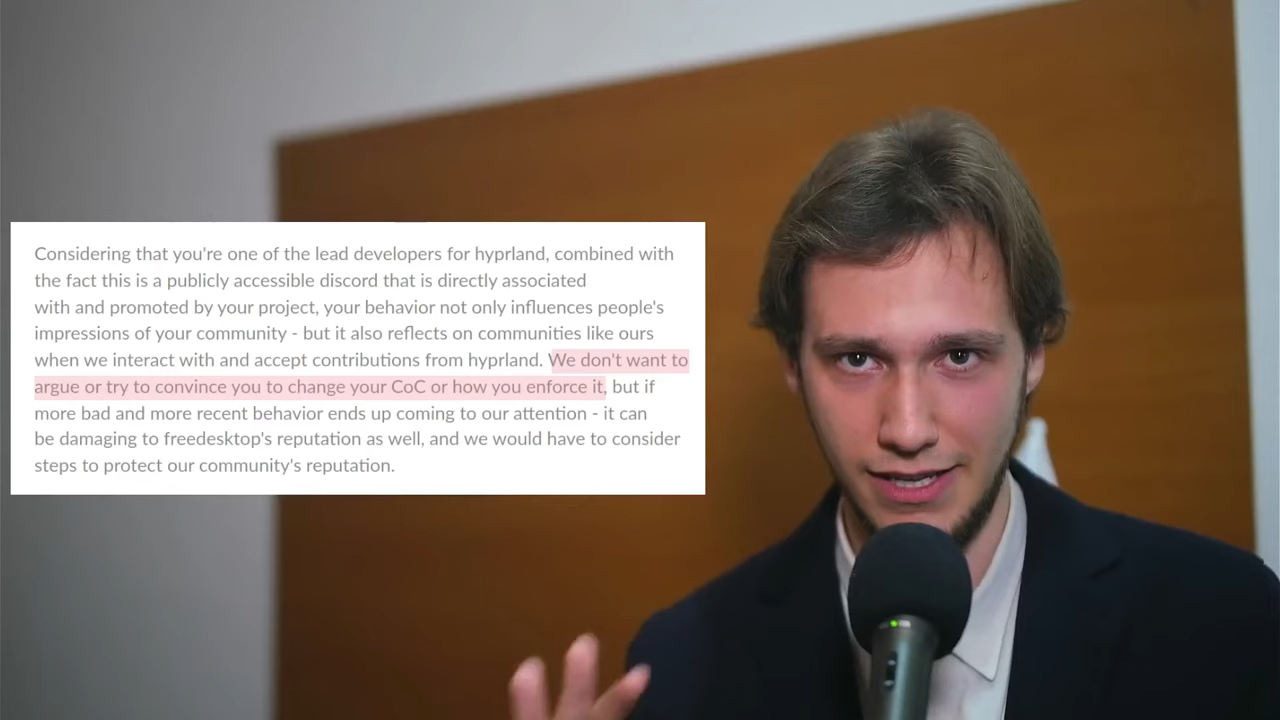 Considering that you're one of the lead developers for hyprland, combined with
the fact this is a publicly accessible discord that is directly associated
with and promoted by your project, your behavior not only influences people's
impressions of your community - but it also reflects on communities like ours
when we interact with and accept contributions from hyprland. We don't want to
argue or try to convince you to change your CoC or how you enforce it, but if
more bad and more recent behavior ends up coming to our attention - it can
be damaging to freedesktop's reputation as well, and we would have to consider
steps to protect our community's reputation.